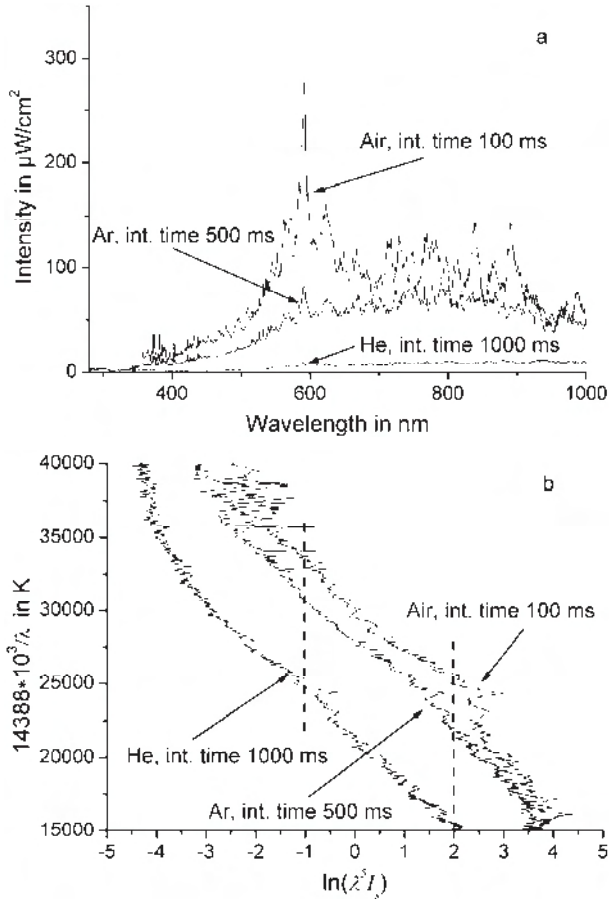 a
Intensity in µW/cm²
300
200
100
0
Air, int. time 100 ms
Ar, int. time 500 ms
He, int. time 1000 ms
400
600
800
1000
Wavelength in nm
b
14388*10³/λ in K
40000
35000
30000
25000
20000
15000
Air, int. time 100 ms
He, int. time 1000 ms
Ar, int. time 500 ms
-5
-4
-3
-2
-1
0
1
2
3
4
5